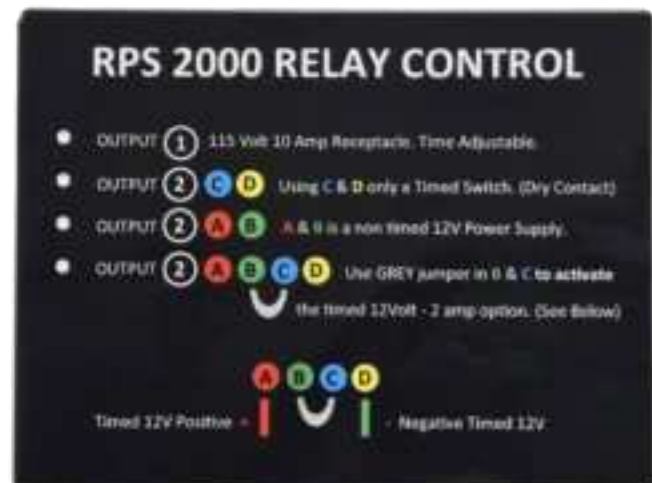 RPS 2000 RELAY CONTROL
OUTPUT 1 115 Volt 10 Amp Receptacle. Time Adjustable.
OUTPUT 2 C D Using C & D only a Timed Switch. (Dry Contact)
OUTPUT 2 A B A & B is a non timed 12V Power Supply.
OUTPUT 2 A B C D Use GREY jumper in B & C to activate
the timed 12Volt - 2 amp option. (See Below)
A B C D
Timed 12V Positive + - Negative Timed 12V